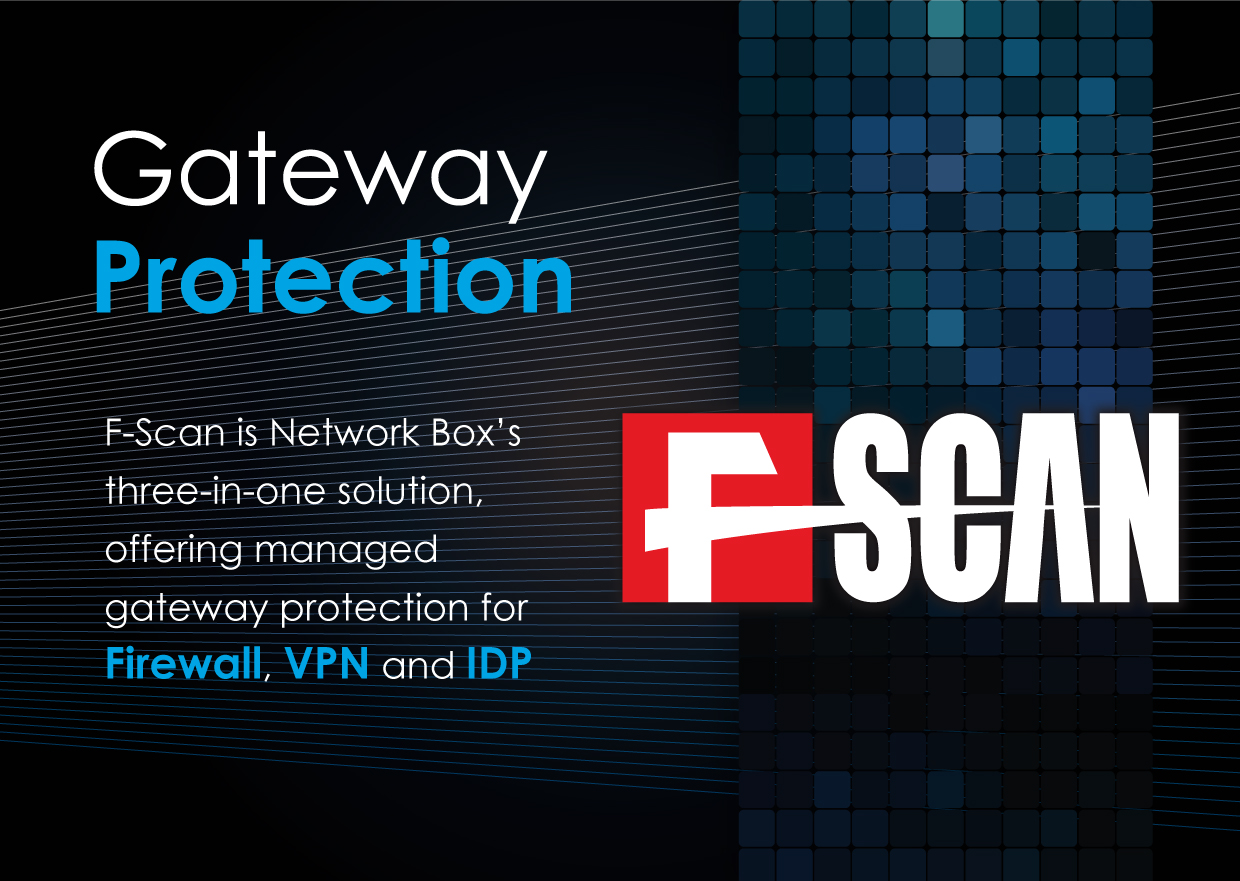 Gateway
Protection
F-Scan is Network Box’s
three-in-one solution,
offering managed
gateway protection for
Firewall, VPN and IDP
F SCAN